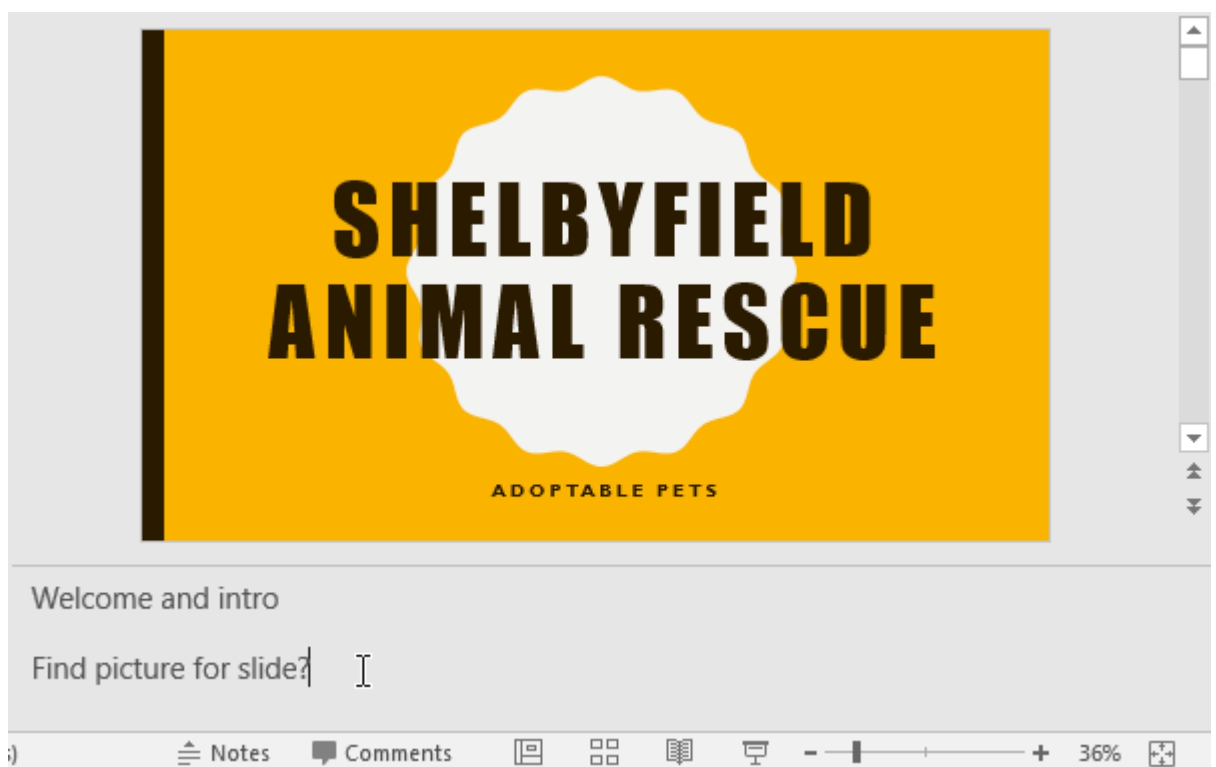 SHELBYFIELD
ANIMAL RESCUE
ADOPTABLE PETS
Welcome and intro
Find picture for slide?
Notes Comments 36%